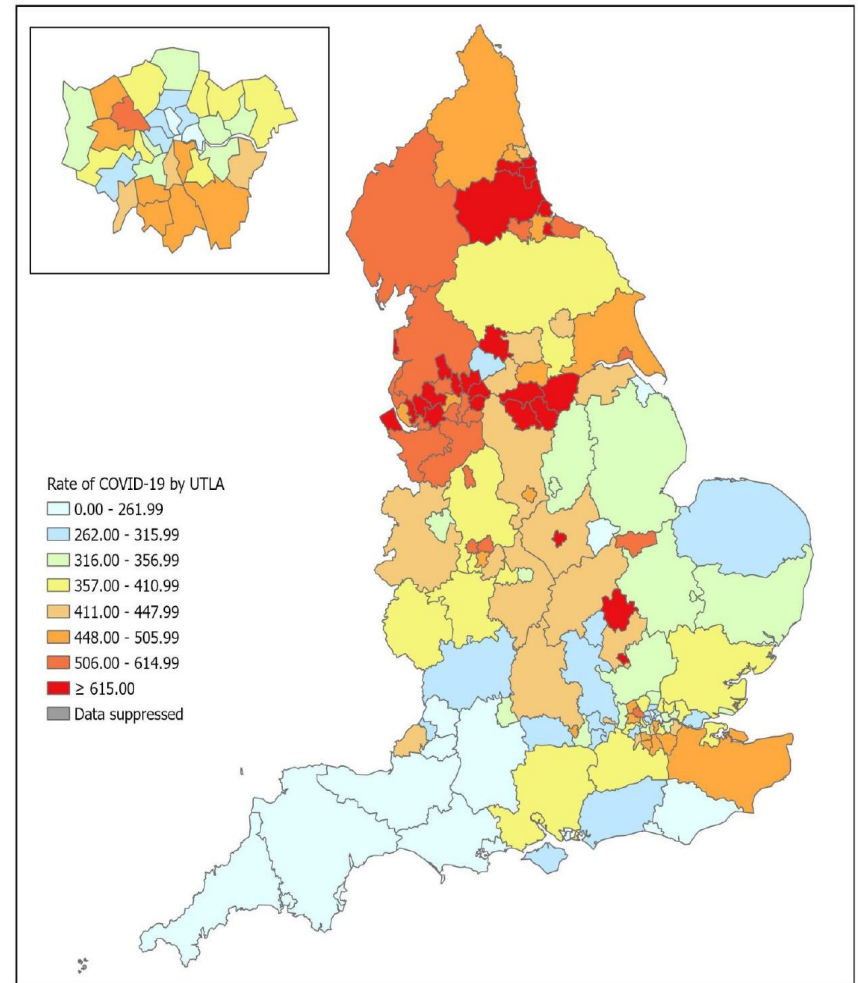 Rate of COVID-19 by UTLA
0.00 - 261.99
262.00 - 315.99
316.00 - 356.99
357.00 - 410.99
411.00 - 447.99
448.00 - 505.99
506.00 - 614.99
≥ 615.00
Data suppressed